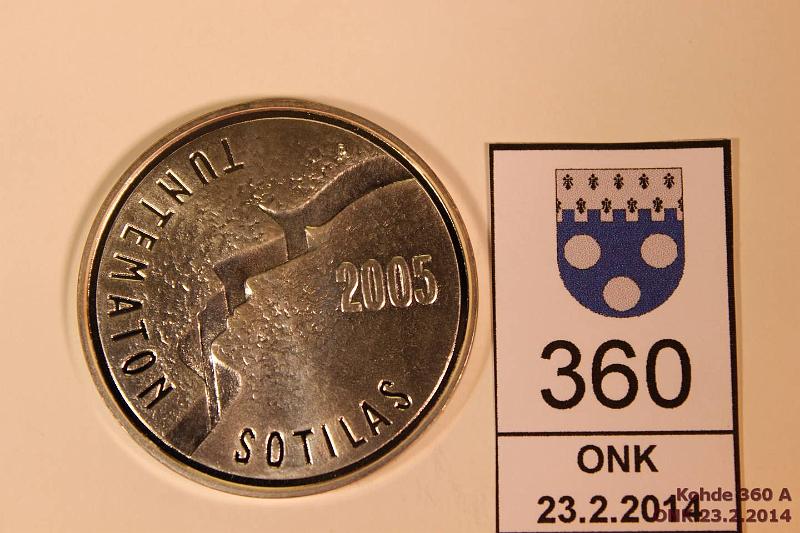 TUNTEMATON
SOTILAS
2005
360
ONK
23.2.2014
Kohde 360 A
ONK 23.2.2014